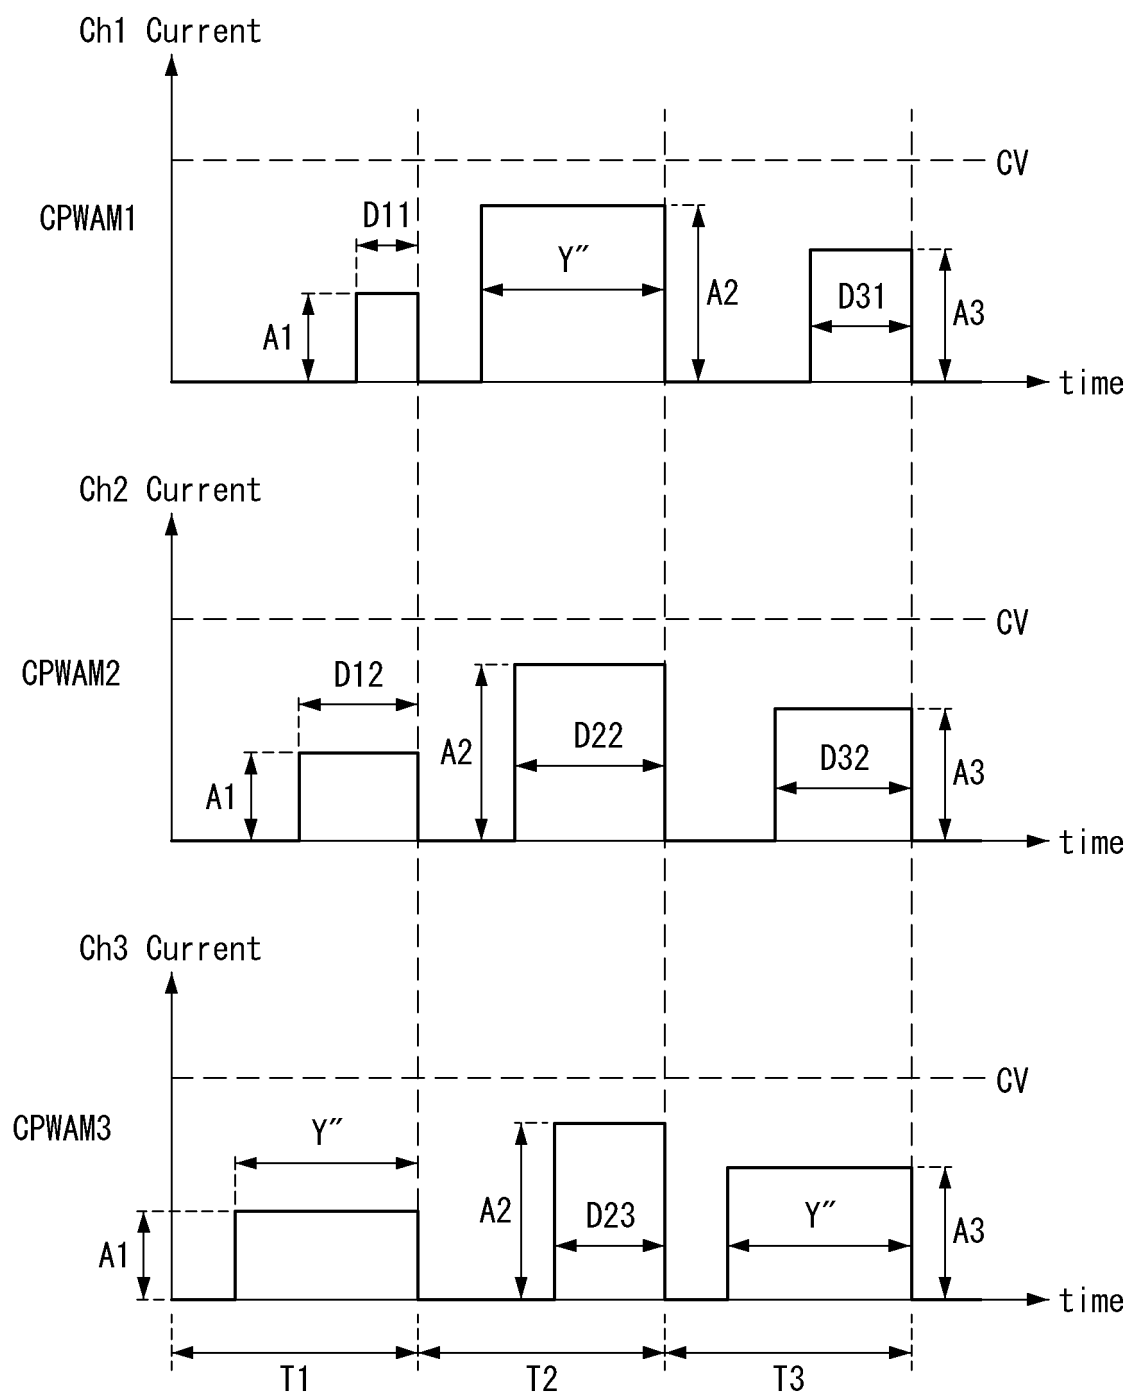 Ch1 Current
CV
CPWAM1
D11
Y″
A1
A2
D31
A3
time
Ch2 Current
CV
CPWAM2
D12
A1
A2
D22
D32
A3
time
Ch3 Current
CV
CPWAM3
Y″
A1
A2
D23
Y″
A3
time
T1
T2
T3